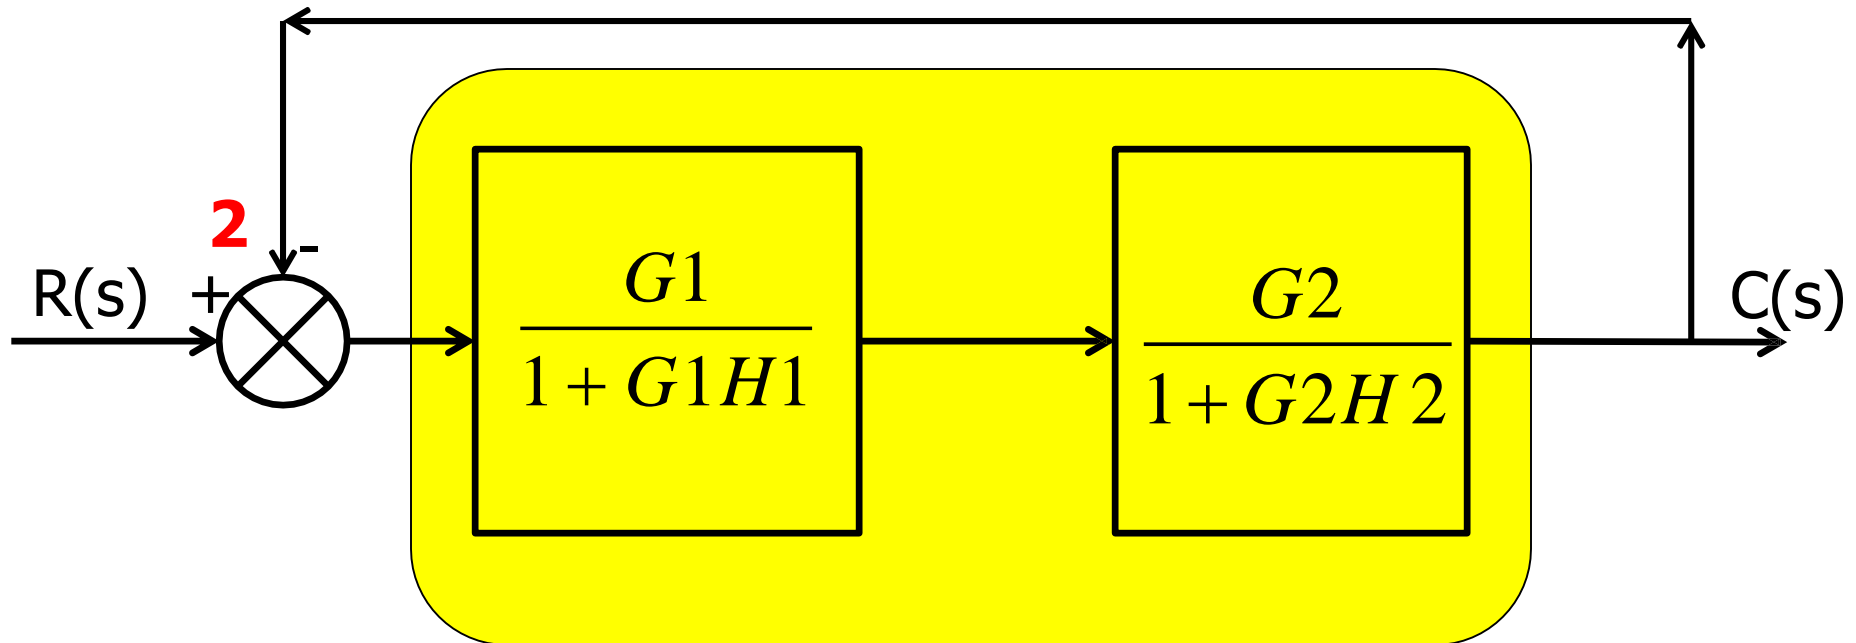 2
-
R(s)
+
G1
1 + G1H1
G2
1 + G2H2
C(s)